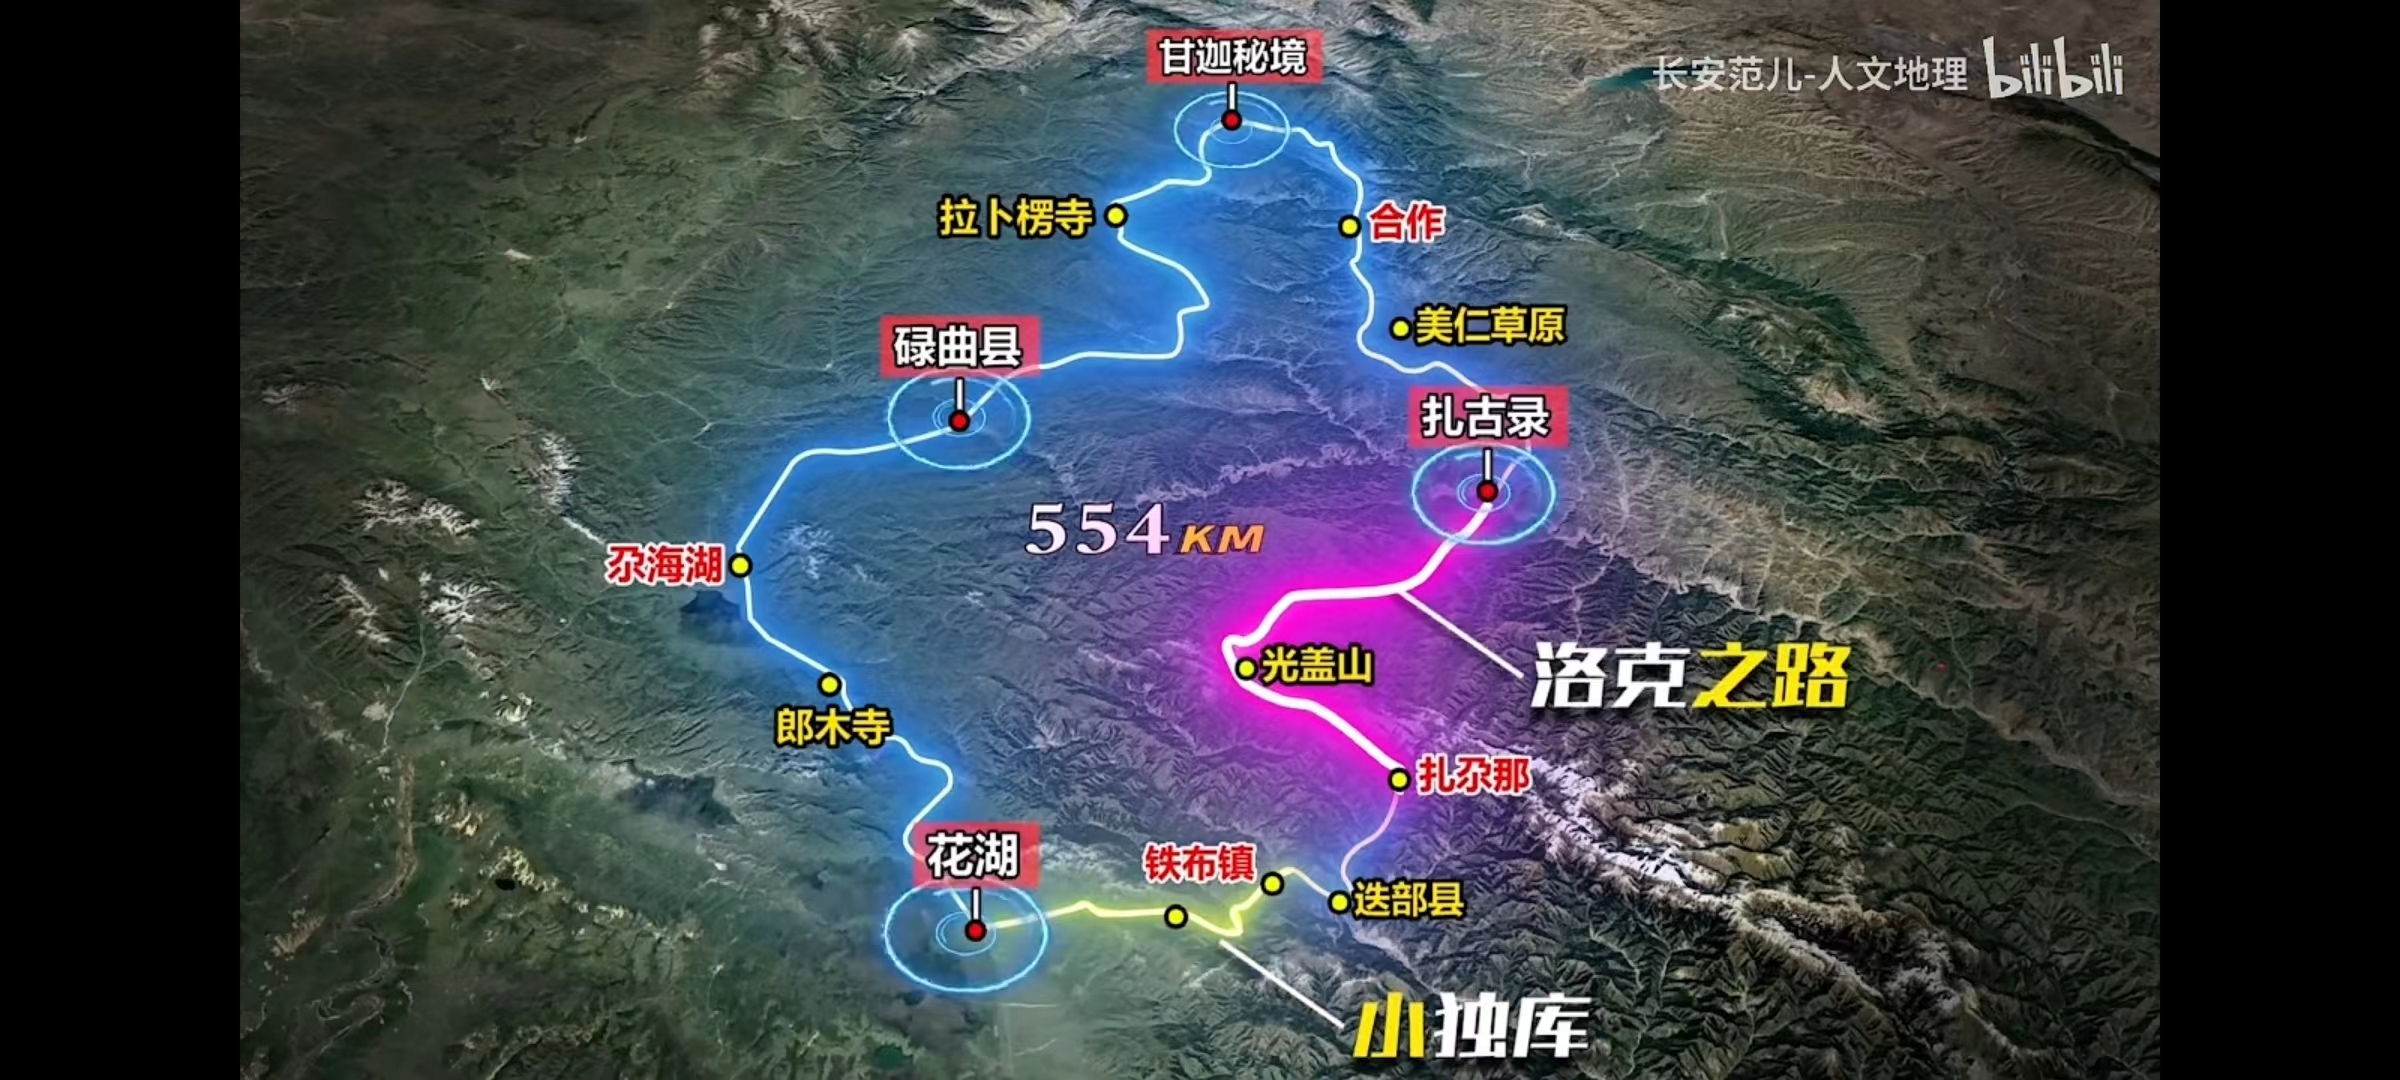 甘迦秘境
长安范儿-人文地理 bilibili
拉卜楞寺
合作
美仁草原
碌曲县
扎古录
554KM
尕海湖
洛克之路
光盖山
郎木寺
扎尕那
花湖
铁布镇
迭部县
小独库